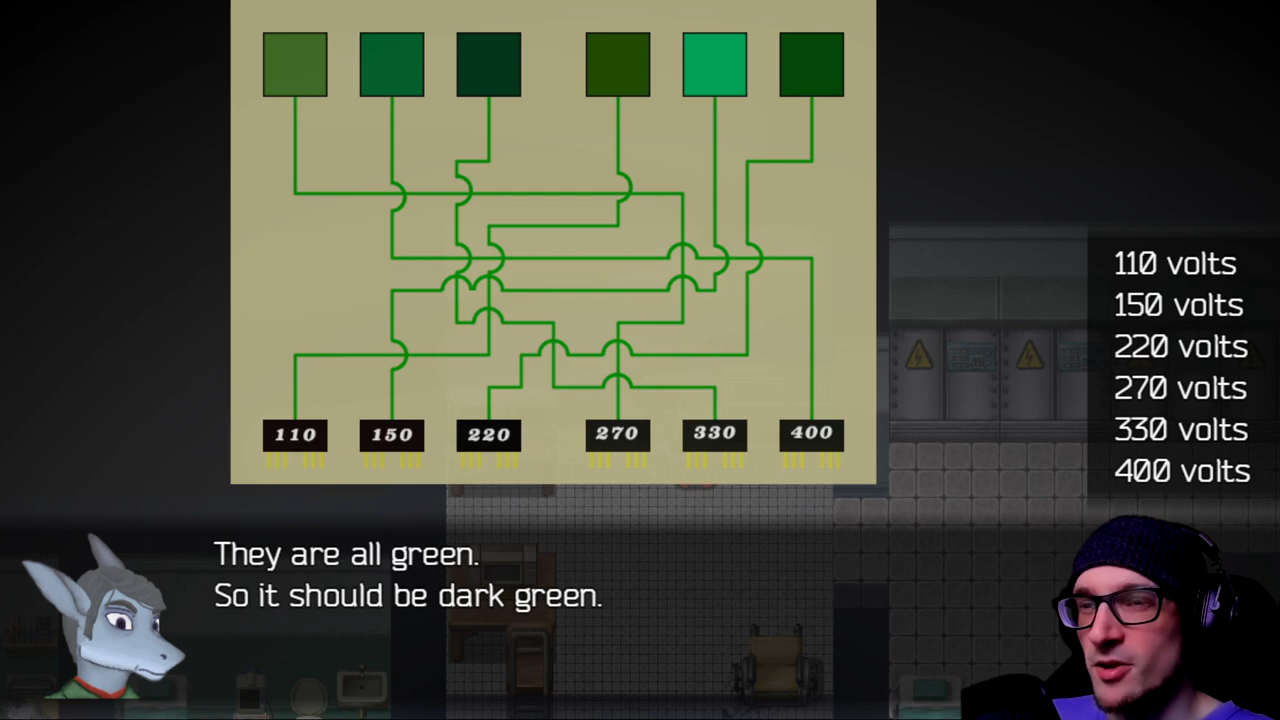 110 150 220 270 330 400
110 volts
150 volts
220 volts
270 volts
330 volts
400 volts
They are all green.
So it should be dark green.